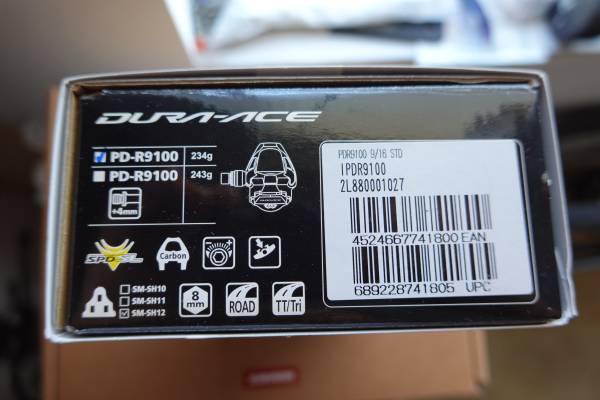 DURA-ACE
PD-R9100 234g
PD-R9100 243g
+4mm
SPD-SL
Carbon
SM-SH10
SM-SH11
SM-SH12
8
mm
ROAD
TT/Tri
PDR9100 9/16 STD
IPDR9100
2L880001027
4524667741800 EAN
689228741805 UPC